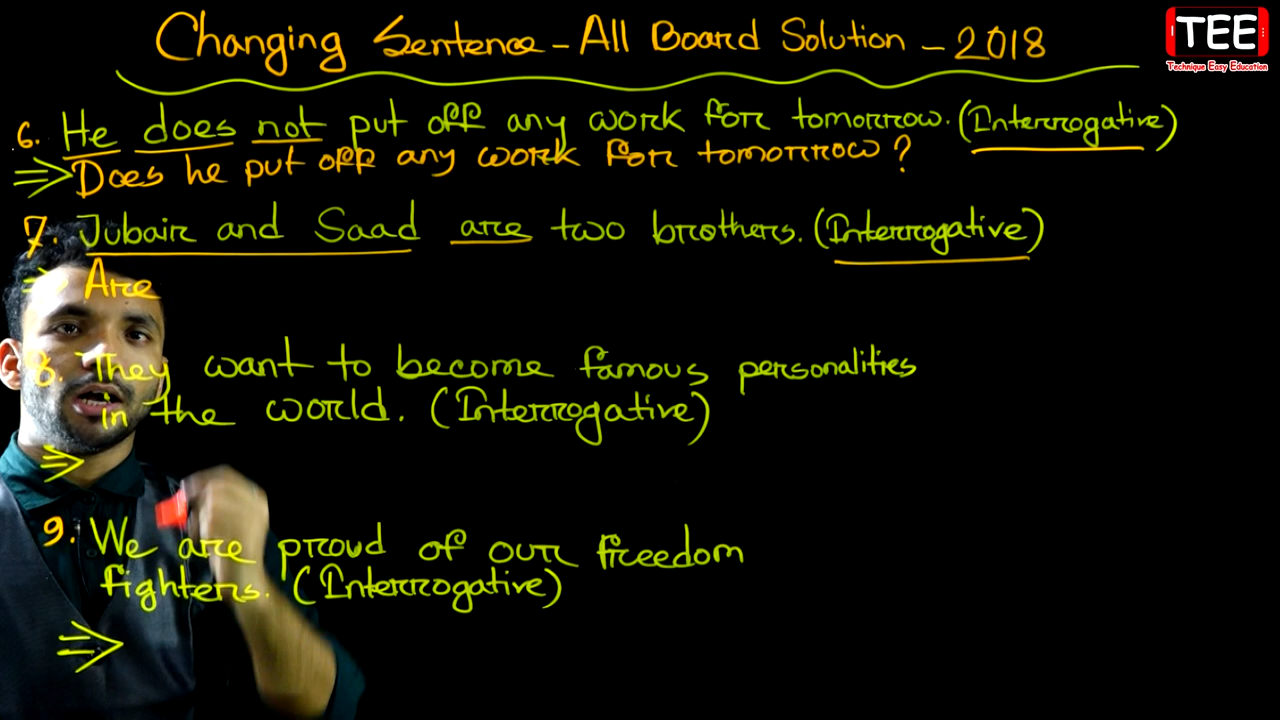 Changing Sentence - All Board Solution - 2018
TEE
Technique Easy Education
6. He does not put off any work for tomorrow. (Interrogative)
⇒ Does he put off any work for tomorrow?
7. Jubair and Saad are two brothers. (Interrogative)
⇒ Are
8. They want to become famous personalities
in the world. (Interrogative)
⇒
9. We are proud of our freedom
fighters. (Interrogative)
⇒